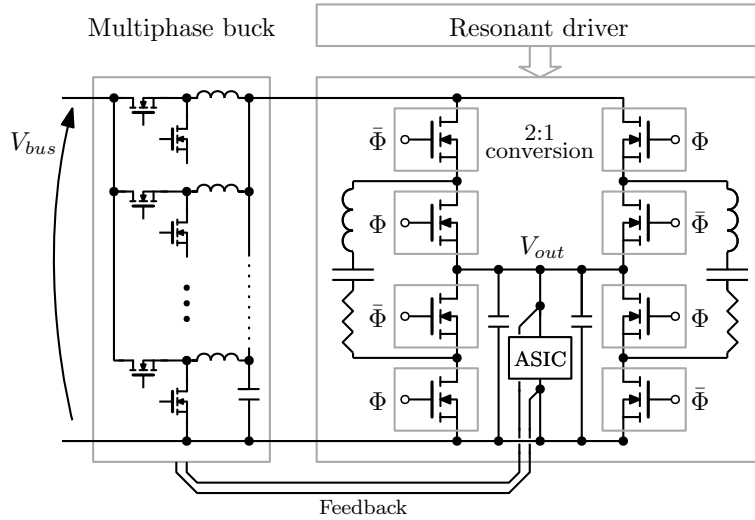 Multiphase buck
Resonant driver
V_bus
Φ̄
2:1
conversion
Φ
Φ
Φ̄
V_out
Φ̄
Φ
ASIC
Φ
Φ̄
Feedback